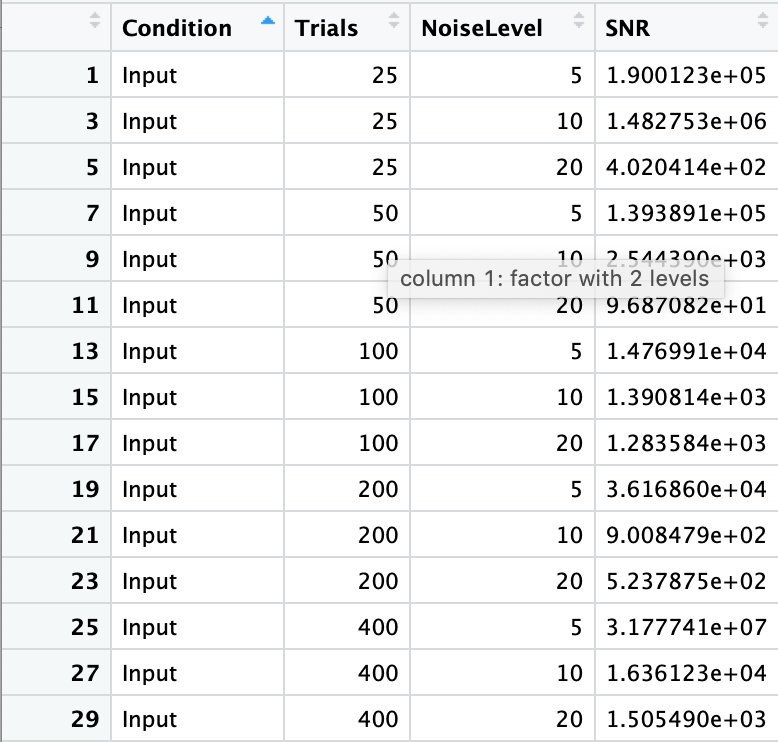 Condition Trials NoiseLevel SNR
1 Input 25 5 1.900123e+05
3 Input 25 10 1.482753e+06
5 Input 25 20 4.020414e+02
7 Input 50 5 1.393891e+05
9 Input 50 10 2.544390e+03
column 1: factor with 2 levels
11 Input 50 20 9.687082e+01
13 Input 100 5 1.476991e+04
15 Input 100 10 1.390814e+03
17 Input 100 20 1.283584e+03
19 Input 200 5 3.616860e+04
21 Input 200 10 9.008479e+02
23 Input 200 20 5.237875e+02
25 Input 400 5 3.177741e+07
27 Input 400 10 1.636123e+04
29 Input 400 20 1.505490e+03